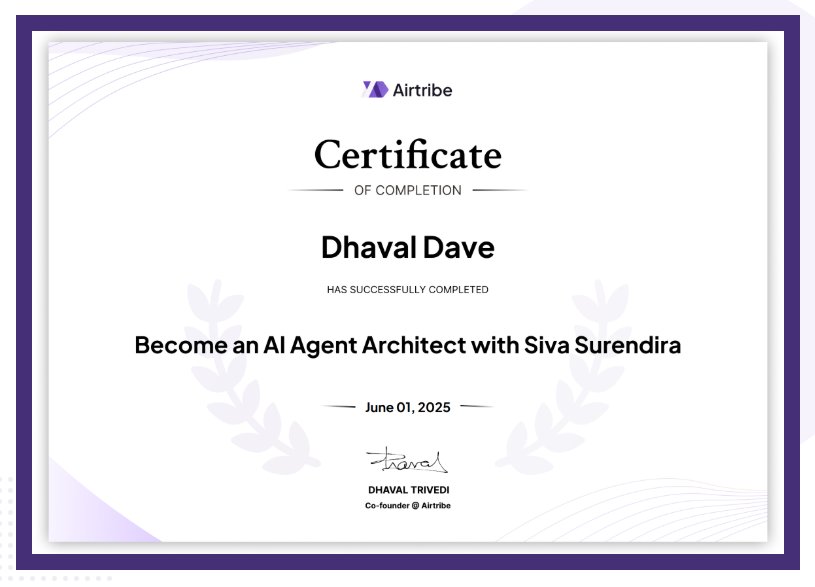 Airtribe
Certificate
OF COMPLETION
Dhaval Dave
HAS SUCCESSFULLY COMPLETED
Become an AI Agent Architect with Siva Surendira
June 01, 2025
Dhaval
DHAVAL TRIVEDI
Co-founder @ Airtribe